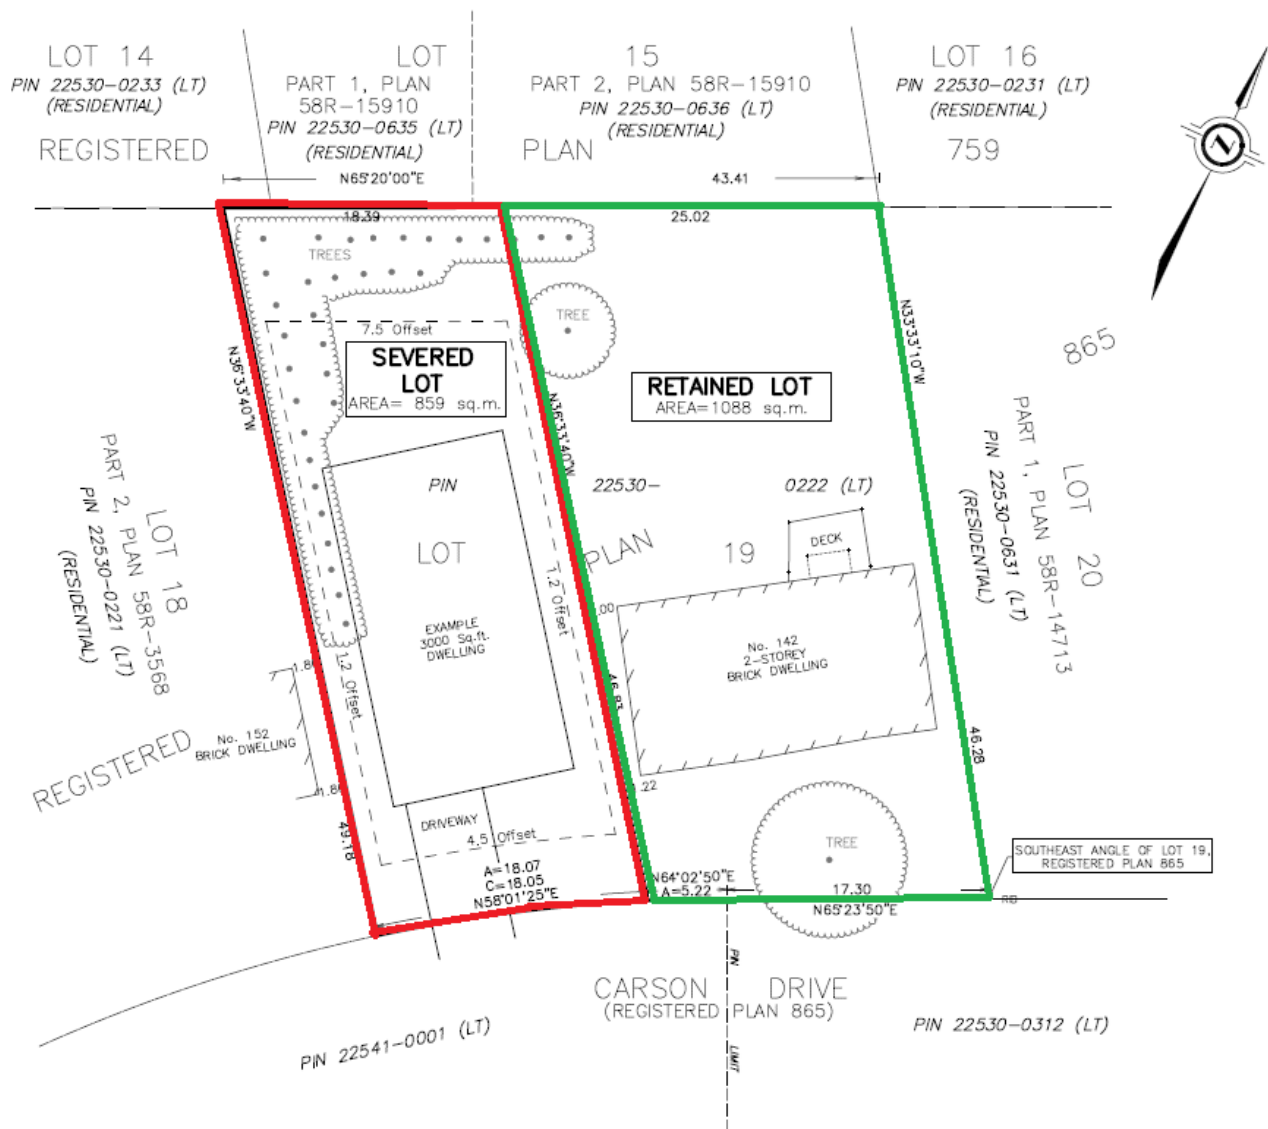 LOT 14
PIN 22530-0233 (LT)
(RESIDENTIAL)
REGISTERED
LOT
PART 1, PLAN
58R-15910
PIN 22530-0635 (LT)
(RESIDENTIAL)
15
PART 2, PLAN 58R-15910
PIN 22530-0636 (LT)
(RESIDENTIAL)
PLAN
LOT 16
PIN 22530-0231 (LT)
(RESIDENTIAL)
759
N
N65°20'00"E
43.41
18.39
25.02
TREES
TREE
7.5 Offset
SEVERED
LOT
AREA= 859 sq.m.
RETAINED LOT
AREA=1088 sq.m.
N36°33'40"W
N36°33'40"W
N33°33'10"W
865
PART 1, PLAN 58R-14713
PIN 22530-0631 (LT)
(RESIDENTIAL)
LOT 20
LOT 18
PART 2, PLAN 58R-3568
PIN 22530-0221 (LT)
(RESIDENTIAL)
PIN
22530-
0222 (LT)
LOT
PLAN
19
DECK
1.2 Offset
.00
EXAMPLE
3000 Sq.ft.
DWELLING
No. 142
2-STOREY
BRICK DWELLING
1.2 Offset
46.83
46.28
No. 152
BRICK DWELLING
REGISTERED
.22
49.18
DRIVEWAY
4.5 Offset
TREE
A=18.07
C=18.05
N58°01'25"E
N64°02'50"E
A=5.22
17.30
N65°23'50"E
SOUTHEAST ANGLE OF LOT 19,
REGISTERED PLAN 865
CARSON DRIVE
(REGISTERED PLAN 865)
PIN
LIMIT
PIN 22541-0001 (LT)
PIN 22530-0312 (LT)